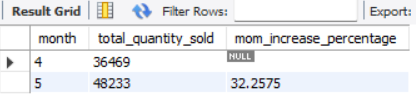 Result Grid Filter Rows: Export:
month total_quantity_sold mom_increase_percentage
4 36469 NULL
5 48233 32.2575